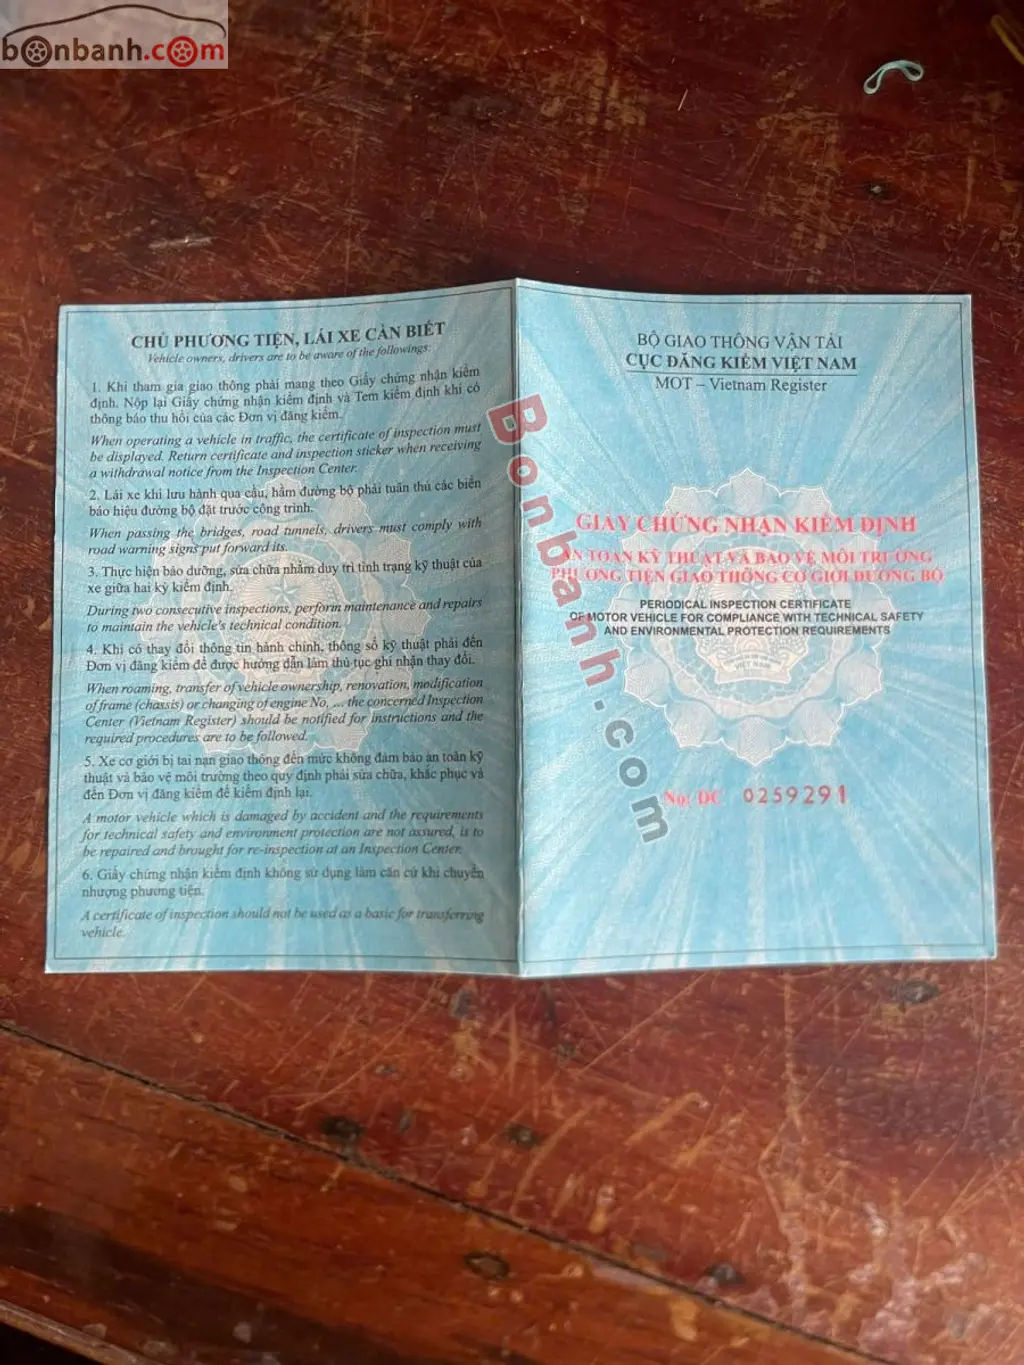 bonbanh.com
CHỦ PHƯƠNG TIỆN, LÁI XE CẦN BIẾT
Vehicle owners, drivers are to be aware of the followings:
1. Khi tham gia giao thông phải mang theo Giấy chứng nhận kiểm
định. Nộp lại Giấy chứng nhận kiểm định và Tem kiểm định khi có
thông báo thu hồi của các Đơn vị đăng kiểm.
When operating a vehicle in traffic, the certificate of inspection must
be displayed. Return certificate and inspection sticker when receiving
a withdrawal notice from the Inspection Center.
2. Lái xe khi lưu hành qua cầu, hầm đường bộ phải tuân thủ các biển
báo hiệu đường bộ đặt trước công trình.
When passing the bridges, road tunnels, drivers must comply with
road warning signs put forward its.
3. Thực hiện bảo dưỡng, sửa chữa nhằm duy trì tình trạng kỹ thuật của
xe giữa hai kỳ kiểm định.
During two consecutive inspections, perform maintenance and repairs
to maintain the vehicle's technical condition.
4. Khi có thay đổi thông tin hành chính, thông số kỹ thuật phải đến
Đơn vị đăng kiểm để được hướng dẫn làm thủ tục ghi nhận thay đổi.
When roaming, transfer of vehicle ownership, renovation, modification
of frame (chassis) or changing of engine No, ... the concerned Inspection
Center (Vietnam Register) should be notified for instructions and the
required procedures are to be followed.
5. Xe cơ giới bị tai nạn giao thông đến mức không đảm bảo an toàn kỹ
thuật và bảo vệ môi trường theo quy định phải sửa chữa, khắc phục và
đến Đơn vị đăng kiểm để kiểm định lại.
A motor vehicle which is damaged by accident and the requirements
for technical safety and environment protection are not assured, is to
be repaired and brought for re-inspection at an Inspection Center.
6. Giấy chứng nhận kiểm định không sử dụng làm căn cứ khi chuyển
nhượng phương tiện.
A certificate of inspection should not be used as a basic for transferring
vehicle.
BỘ GIAO THÔNG VẬN TẢI
CỤC ĐĂNG KIỂM VIỆT NAM
MOT – Vietnam Register
GIẤY CHỨNG NHẬN KIỂM ĐỊNH
AN TOÀN KỸ THUẬT VÀ BẢO VỆ MÔI TRƯỜNG
PHƯƠNG TIỆN GIAO THÔNG CƠ GIỚI ĐƯỜNG BỘ
PERIODICAL INSPECTION CERTIFICATE
OF MOTOR VEHICLE FOR COMPLIANCE WITH TECHNICAL SAFETY
AND ENVIRONMENTAL PROTECTION REQUIREMENTS
VIỆT NAM
No: DC 0259291
Bonbanh.com